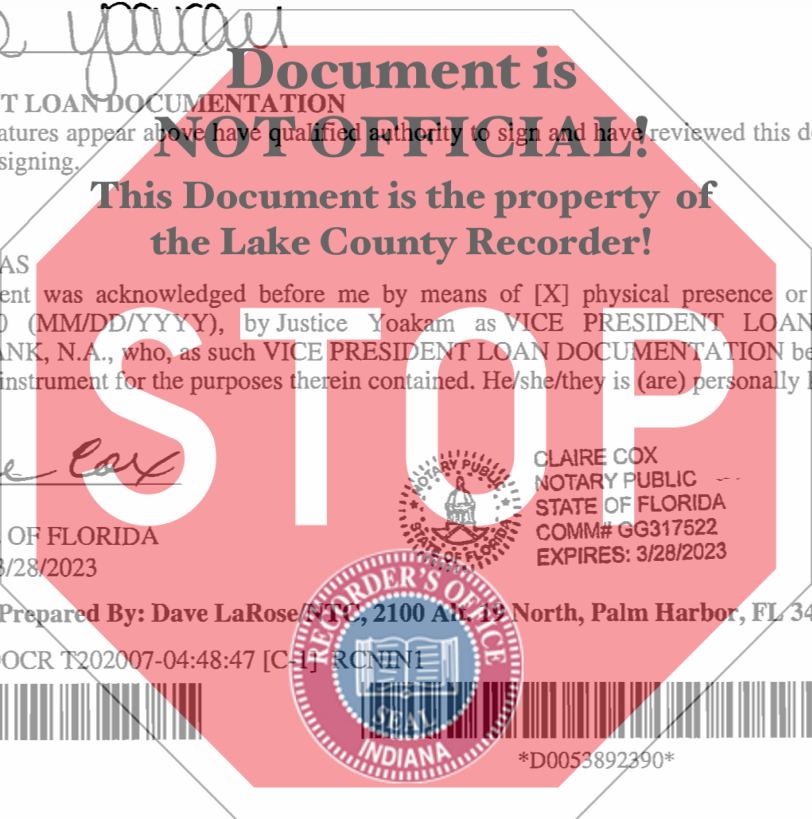 Document is
T LOAN DOCUMENTATION
atures appear above have qualified authority to sign and have reviewed this d
NOT OFFICIAL!
signing.
This Document is the property of
the Lake County Recorder!
AS
ent was acknowledged before me by means of [X] physical presence or
0 (MM/DD/YYYY), by Justice Yoakam as VICE PRESIDENT LOAN
ANK, N.A., who, as such VICE PRESIDENT LOAN DOCUMENTATION be
instrument for the purposes therein contained. He/she/they is (are) personally
STOP
e Cox
NOTARY PUBLIC
STATE OF FLORIDA
CLAIRE COX
NOTARY PUBLIC
STATE OF FLORIDA
COMM# GG317522
EXPIRES: 3/28/2023
OF FLORIDA
3/28/2023
Prepared By: Dave LaRose/NTC, 2100 Alt. 19 North, Palm Harbor, FL 34
OCR T202007-04:48:47 [C-1] RCNIN1
RECORDER'S OFFICE
SEAL
INDIANA
*D0053892390*